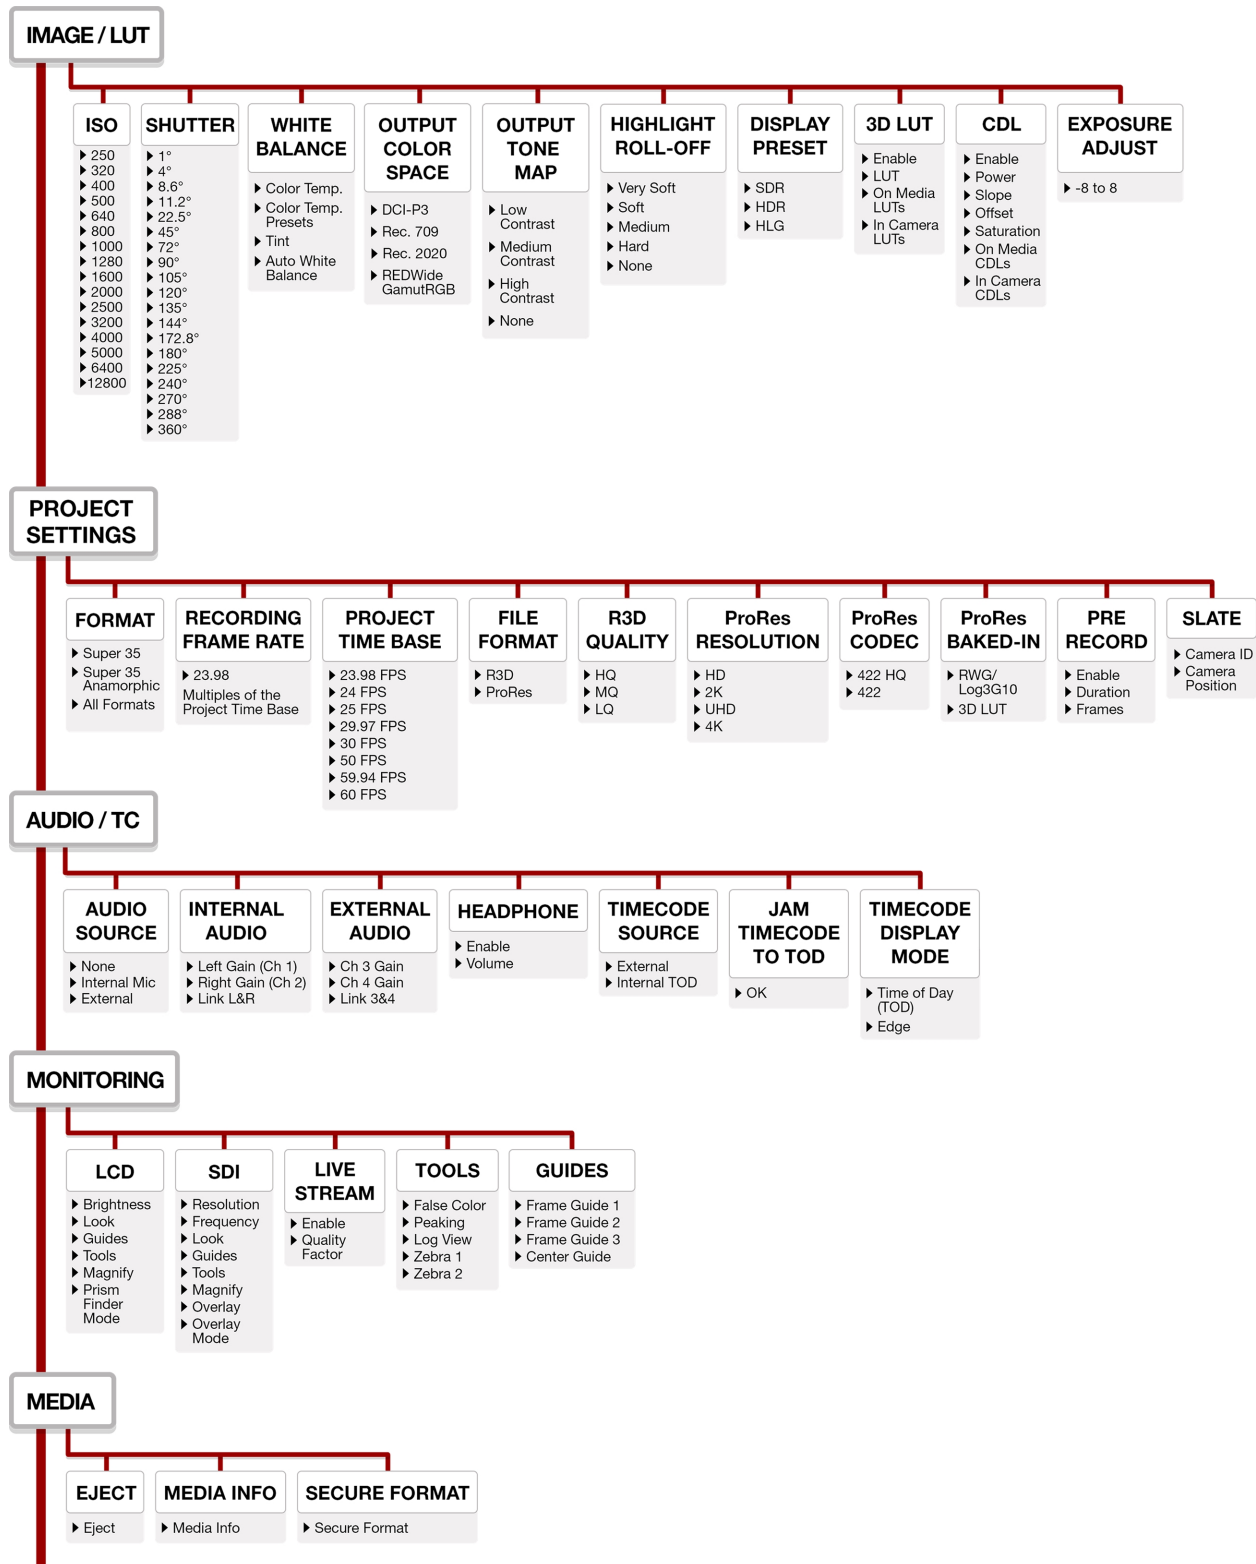 IMAGE / LUT
ISO
250
320
400
500
640
800
1000
1280
1600
2000
2500
3200
4000
5000
6400
12800
SHUTTER
1°
4°
8.6°
11.2°
22.5°
45°
72°
90°
105°
120°
135°
144°
172.8°
180°
225°
240°
270°
288°
360°
WHITE
BALANCE
Color Temp.
Color Temp.
Presets
Tint
Auto White
Balance
OUTPUT
COLOR
SPACE
DCI-P3
Rec. 709
Rec. 2020
REDWide
GamutRGB
OUTPUT
TONE
MAP
Low
Contrast
Medium
Contrast
High
Contrast
None
HIGHLIGHT
ROLL-OFF
Very Soft
Soft
Medium
Hard
None
DISPLAY
PRESET
SDR
HDR
HLG
3D LUT
Enable
LUT
On Media
LUTs
In Camera
LUTs
CDL
Enable
Power
Slope
Offset
Saturation
On Media
CDLs
In Camera
CDLs
EXPOSURE
ADJUST
-8 to 8
PROJECT
SETTINGS
FORMAT
Super 35
Super 35
Anamorphic
All Formats
RECORDING
FRAME RATE
23.98
Multiples of the
Project Time Base
PROJECT
TIME BASE
23.98 FPS
24 FPS
25 FPS
29.97 FPS
30 FPS
50 FPS
59.94 FPS
60 FPS
FILE
FORMAT
R3D
ProRes
R3D
QUALITY
HQ
MQ
LQ
ProRes
RESOLUTION
HD
2K
UHD
4K
ProRes
CODEC
422 HQ
422
ProRes
BAKED-IN
RWG/
Log3G10
3D LUT
PRE
RECORD
Enable
Duration
Frames
SLATE
Camera ID
Camera
Position
AUDIO / TC
AUDIO
SOURCE
None
Internal Mic
External
INTERNAL
AUDIO
Left Gain (Ch 1)
Right Gain (Ch 2)
Link L&R
EXTERNAL
AUDIO
Ch 3 Gain
Ch 4 Gain
Link 3&4
HEADPHONE
Enable
Volume
TIMECODE
SOURCE
External
Internal TOD
JAM
TIMECODE
TO TOD
OK
TIMECODE
DISPLAY
MODE
Time of Day
(TOD)
Edge
MONITORING
LCD
Brightness
Look
Guides
Tools
Magnify
Prism
Finder
Mode
SDI
Resolution
Frequency
Look
Guides
Tools
Magnify
Overlay
Overlay
Mode
LIVE
STREAM
Enable
Quality
Factor
TOOLS
False Color
Peaking
Log View
Zebra 1
Zebra 2
GUIDES
Frame Guide 1
Frame Guide 2
Frame Guide 3
Center Guide
MEDIA
EJECT
Eject
MEDIA INFO
Media Info
SECURE FORMAT
Secure Format